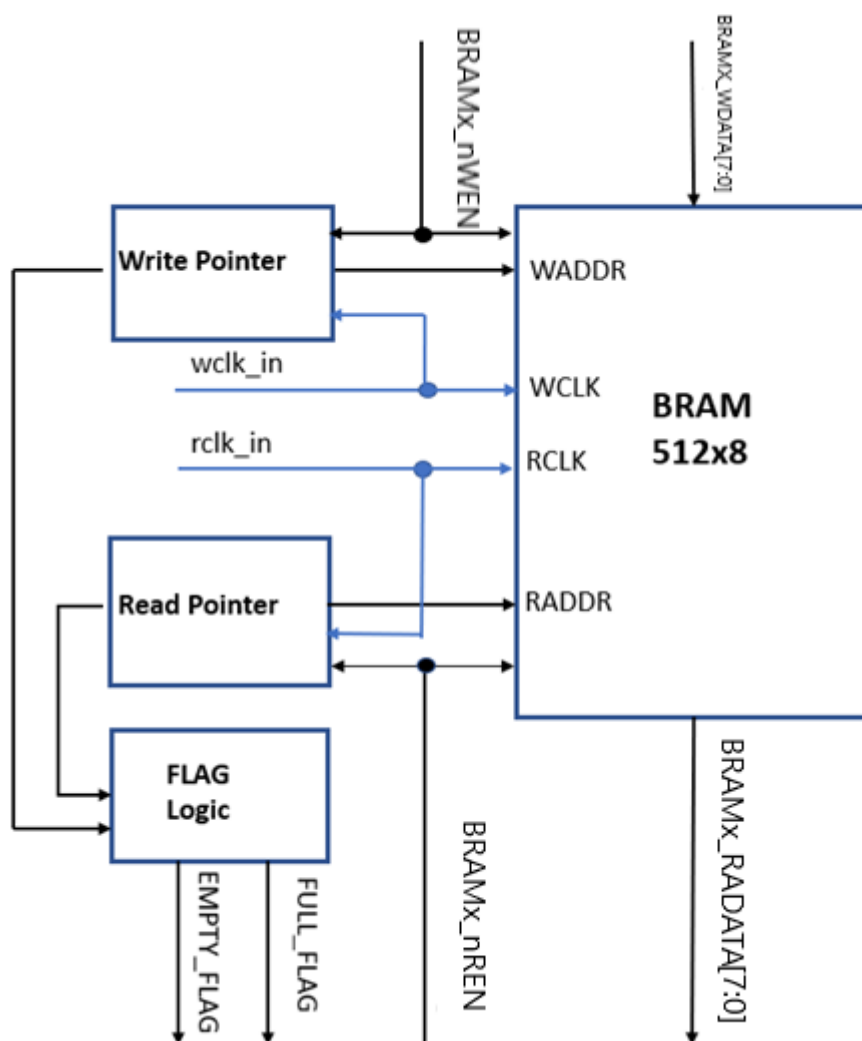 BRAMx_nWEN
BRAMX_WDATA[7:0]
Write Pointer
WADDR
wclk_in
WCLK
BRAM
512x8
rclk_in
RCLK
Read Pointer
RADDR
FLAG
Logic
EMPTY_FLAG
FULL_FLAG
BRAMx_nREN
BRAMx_RADATA[7:0]